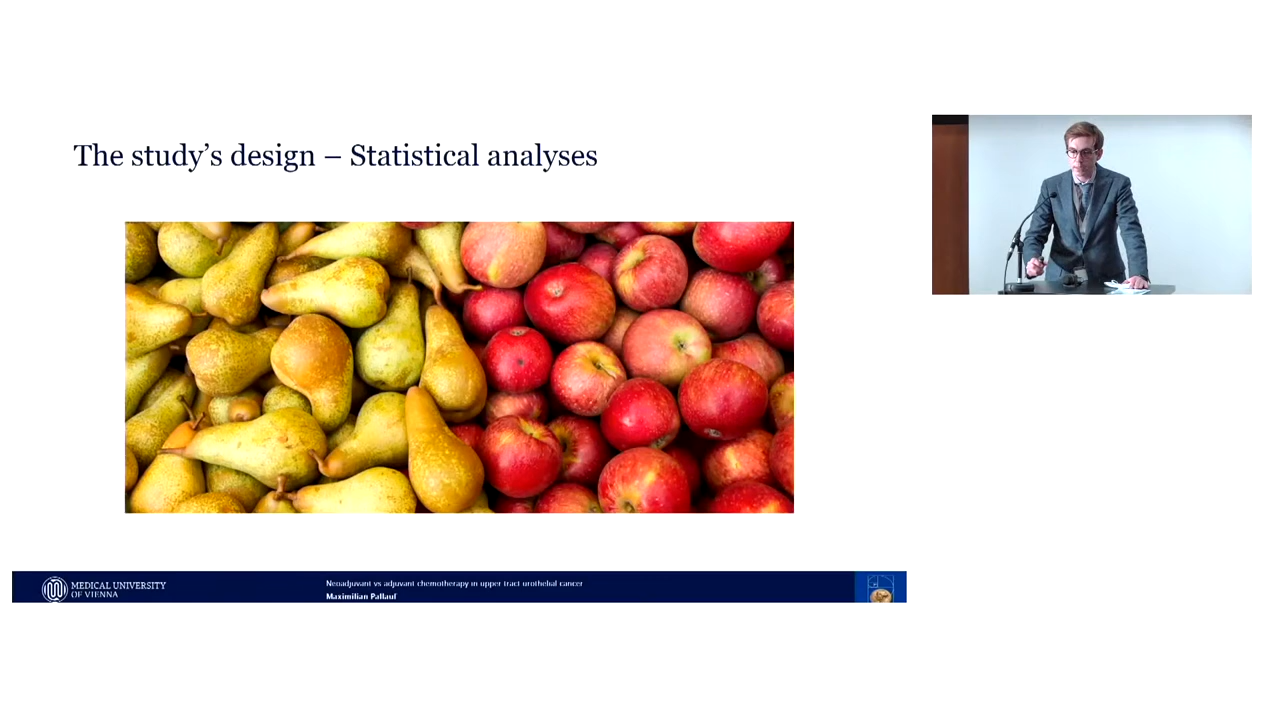 The study’s design – Statistical analyses
MEDICAL UNIVERSITY
OF VIENNA
Neoadjuvant vs adjuvant chemotherapy in upper tract urothelial cancer
Maximilian Pallauf